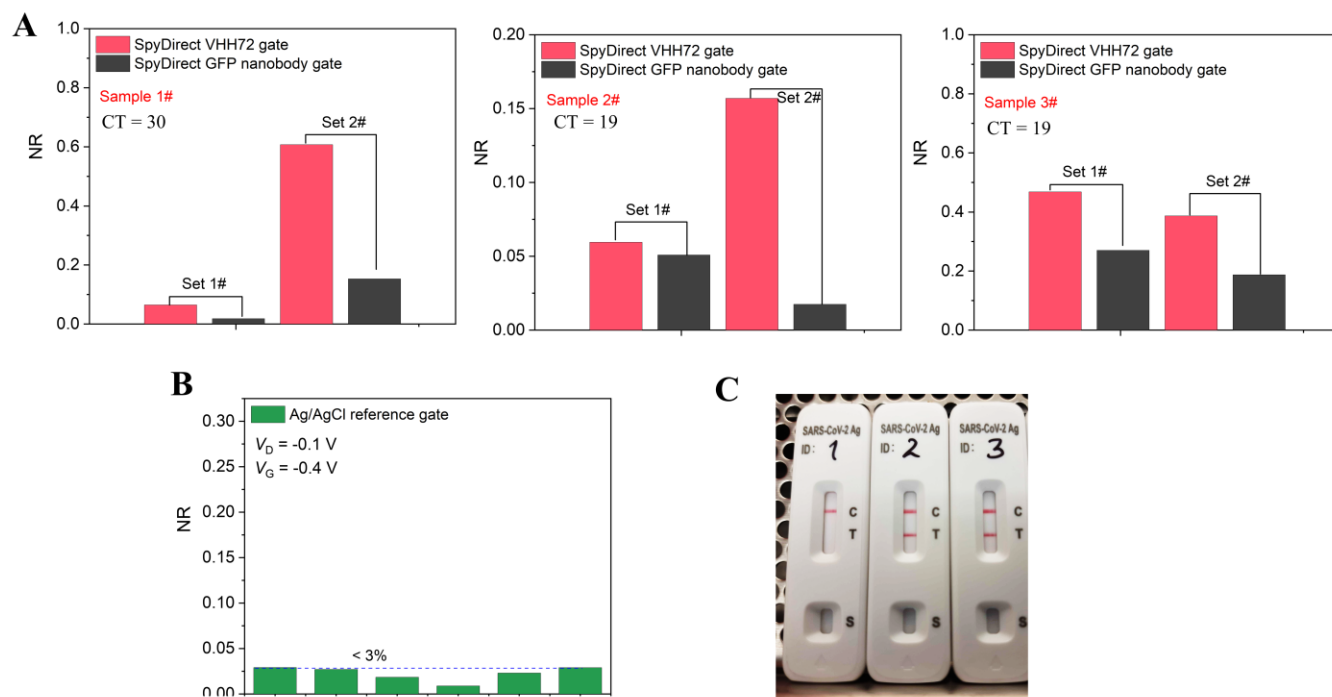 A
1.0
0.8
0.6
0.4
0.2
0.0
NR
SpyDirect VHH72 gate
SpyDirect GFP nanobody gate
Sample 1#
CT = 30
Set 1#
Set 2#
0.20
0.15
0.10
0.05
0.00
NR
SpyDirect VHH72 gate
SpyDirect GFP nanobody gate
Sample 2#
CT = 19
Set 1#
Set 2#
1.0
0.8
0.6
0.4
0.2
0.0
NR
SpyDirect VHH72 gate
SpyDirect GFP nanobody gate
Sample 3#
CT = 19
Set 1#
Set 2#
B
0.30
0.25
0.20
0.15
0.10
0.05
0.00
NR
Ag/AgCl reference gate
VD = -0.1 V
VG = -0.4 V
< 3%
C
SARS-CoV-2 Ag
ID: 1
C
T
S
SARS-CoV-2 Ag
ID: 2
C
T
S
SARS-CoV-2 Ag
ID: 3
C
T
S